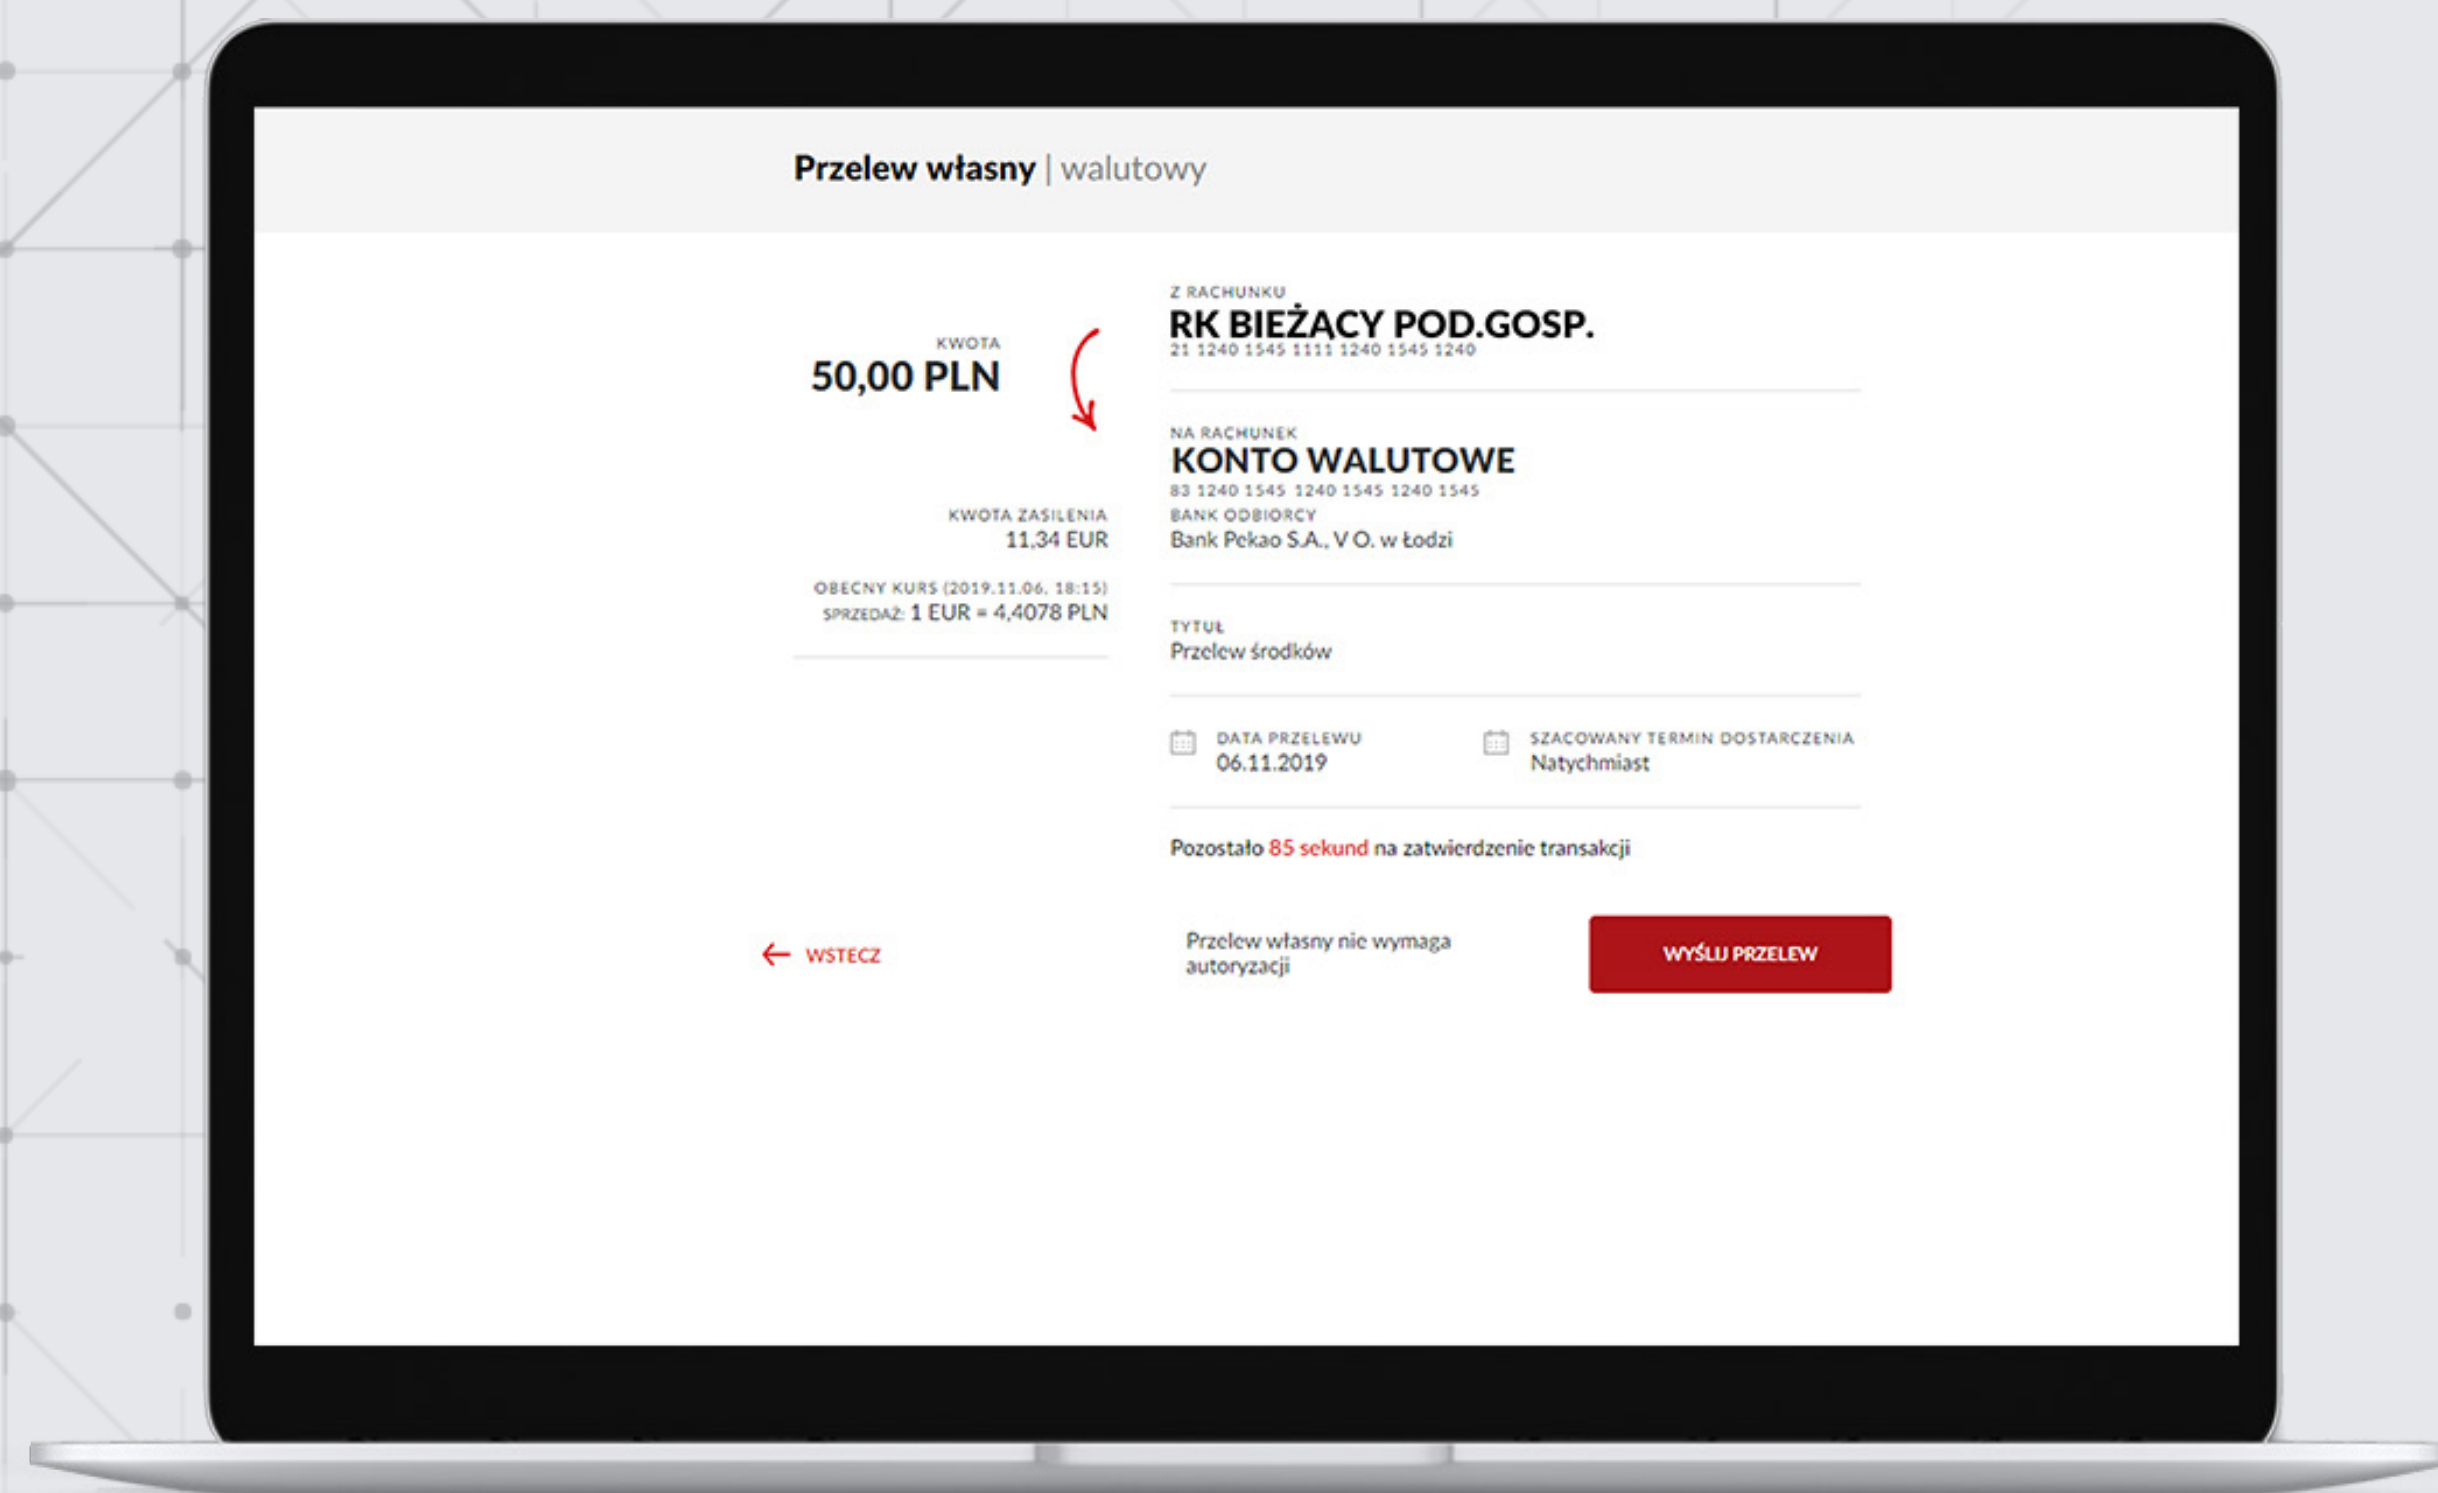 Przelew własny | walutowy
KWOTA
50,00 PLN
Z RACHUNKU
RK BIEŻĄCY POD.GOSP.
21 1240 1545 1111 1240 1545 1240
NA RACHUNEK
KONTO WALUTOWE
83 1240 1545 1240 1545 1240 1545
KWOTA ZASILENIA
11,34 EUR
BANK ODBIORCY
Bank Pekao S.A., V O. w Łodzi
OBECNY KURS (2019.11.06, 18:15)
SPRZEDAŻ: 1 EUR = 4,4078 PLN
TYTUŁ
Przelew środków
DATA PRZELEWU
06.11.2019
SZACOWANY TERMIN DOSTARCZENIA
Natychmiast
Pozostało 85 sekund na zatwierdzenie transakcji
WSTECZ
Przelew własny nie wymaga
autoryzacji
WYŚLIJ PRZELEW